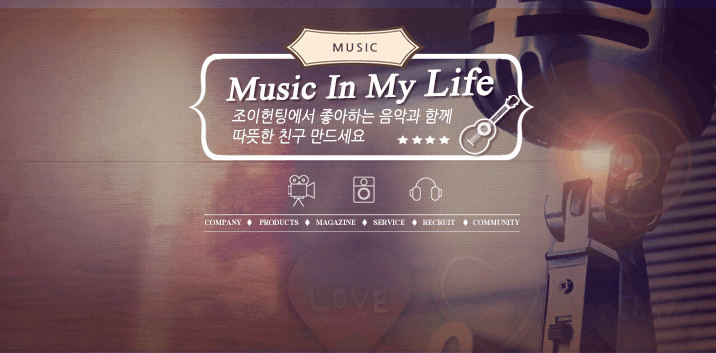 MUSIC
Music In My Life
조이헌팅에서 좋아하는 음악과 함께
따뜻한 친구 만드세요
COMPANY ♦ PRODUCTS ♦ MAGAZINE ♦ SERVICE ♦ RECRUIT ♦ COMMUNITY
LOVE